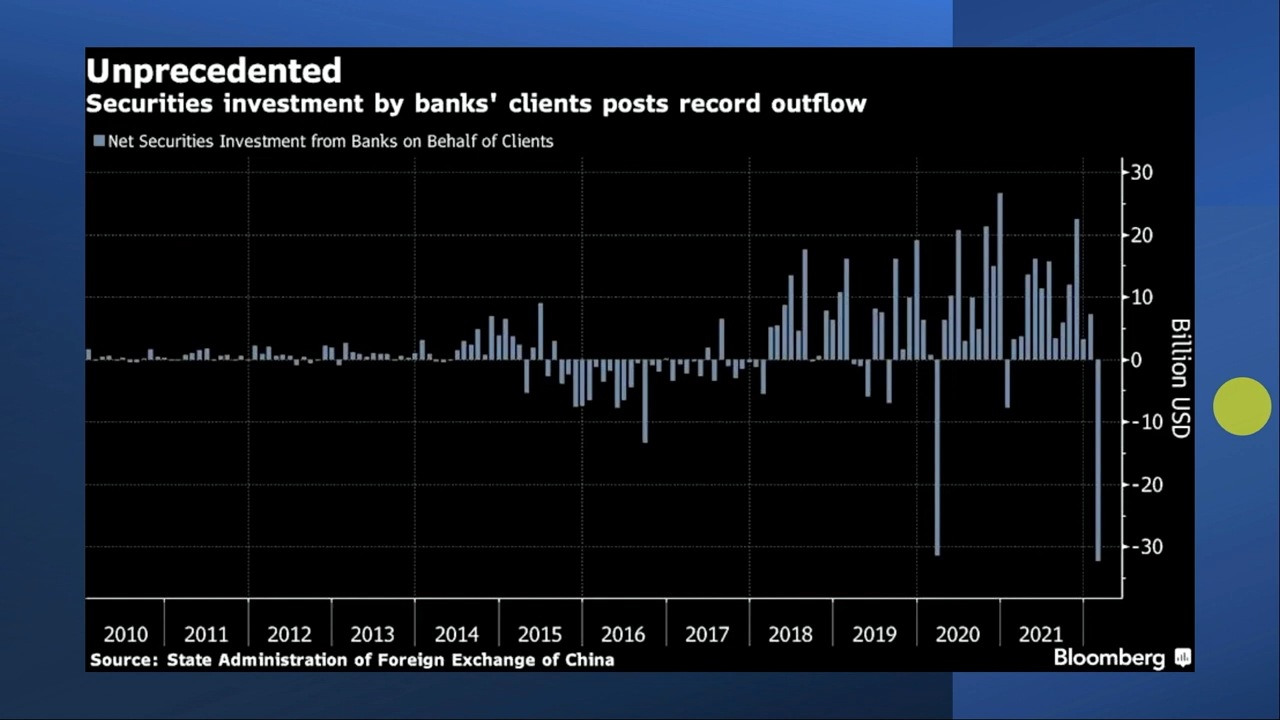 Unprecedented
Securities investment by banks' clients posts record outflow
Net Securities Investment from Banks on Behalf of Clients
30
20
10
0
-10
-20
-30
Billion USD
2010 2011 2012 2013 2014 2015 2016 2017 2018 2019 2020 2021
Source: State Administration of Foreign Exchange of China
Bloomberg